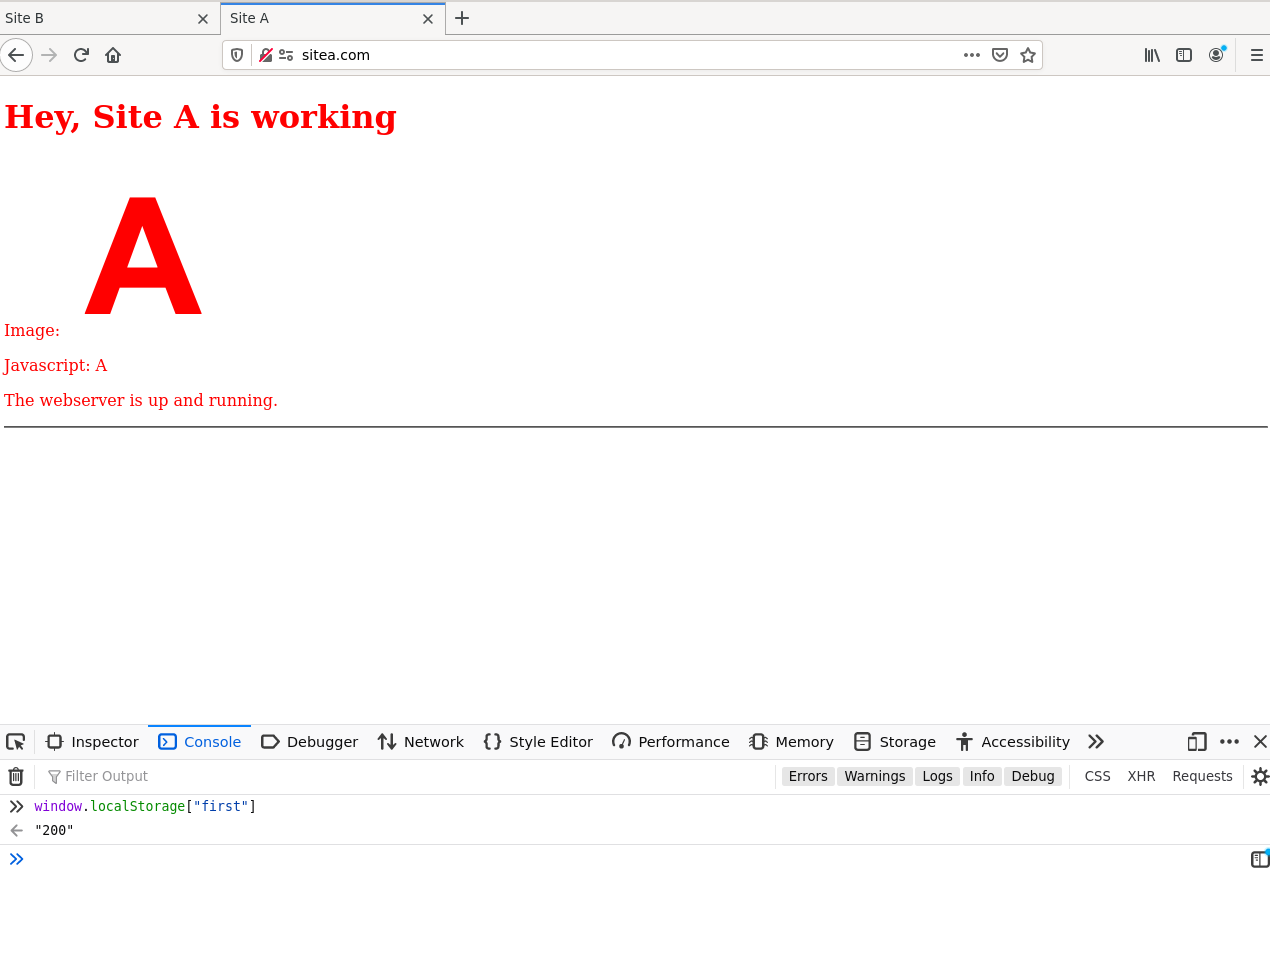 Site B
Site A
sitea.com
Hey, Site A is working
A
Image:
Javascript: A
The webserver is up and running.
Inspector Console Debugger Network Style Editor Performance Memory Storage Accessibility
Filter Output Errors Warnings Logs Info Debug CSS XHR Requests
window.localStorage["first"]
"200"